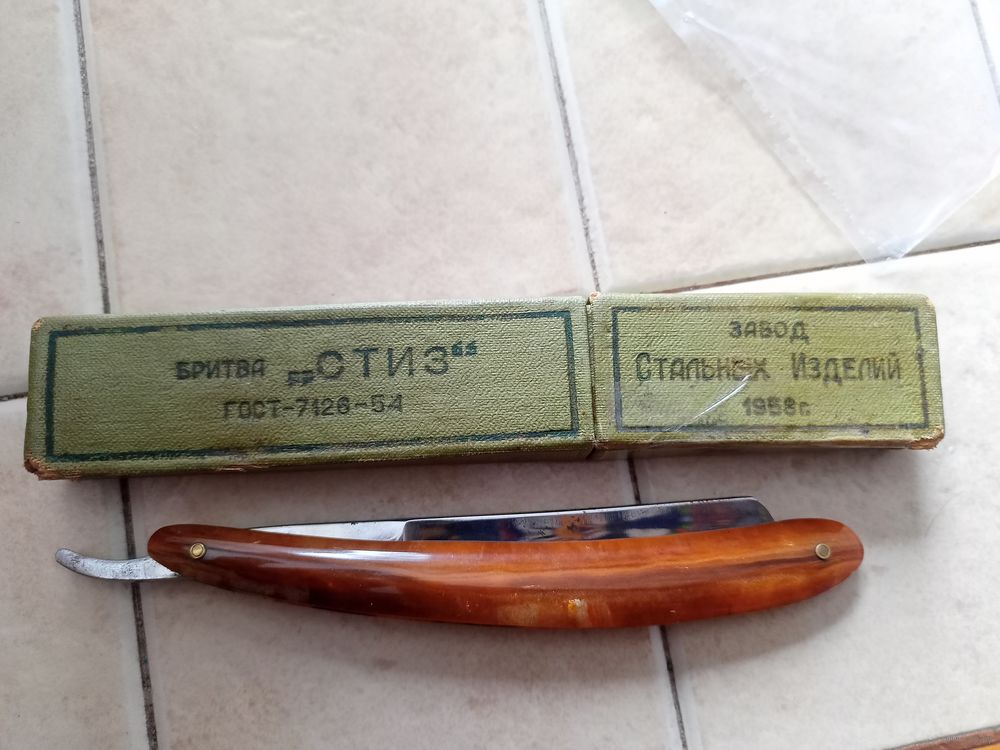 БРИТВА „СТИЗ“
ГОСТ-7126-54
ЗАВОД
СТАЛЬНЫХ ИЗДЕЛИЙ
1958г.